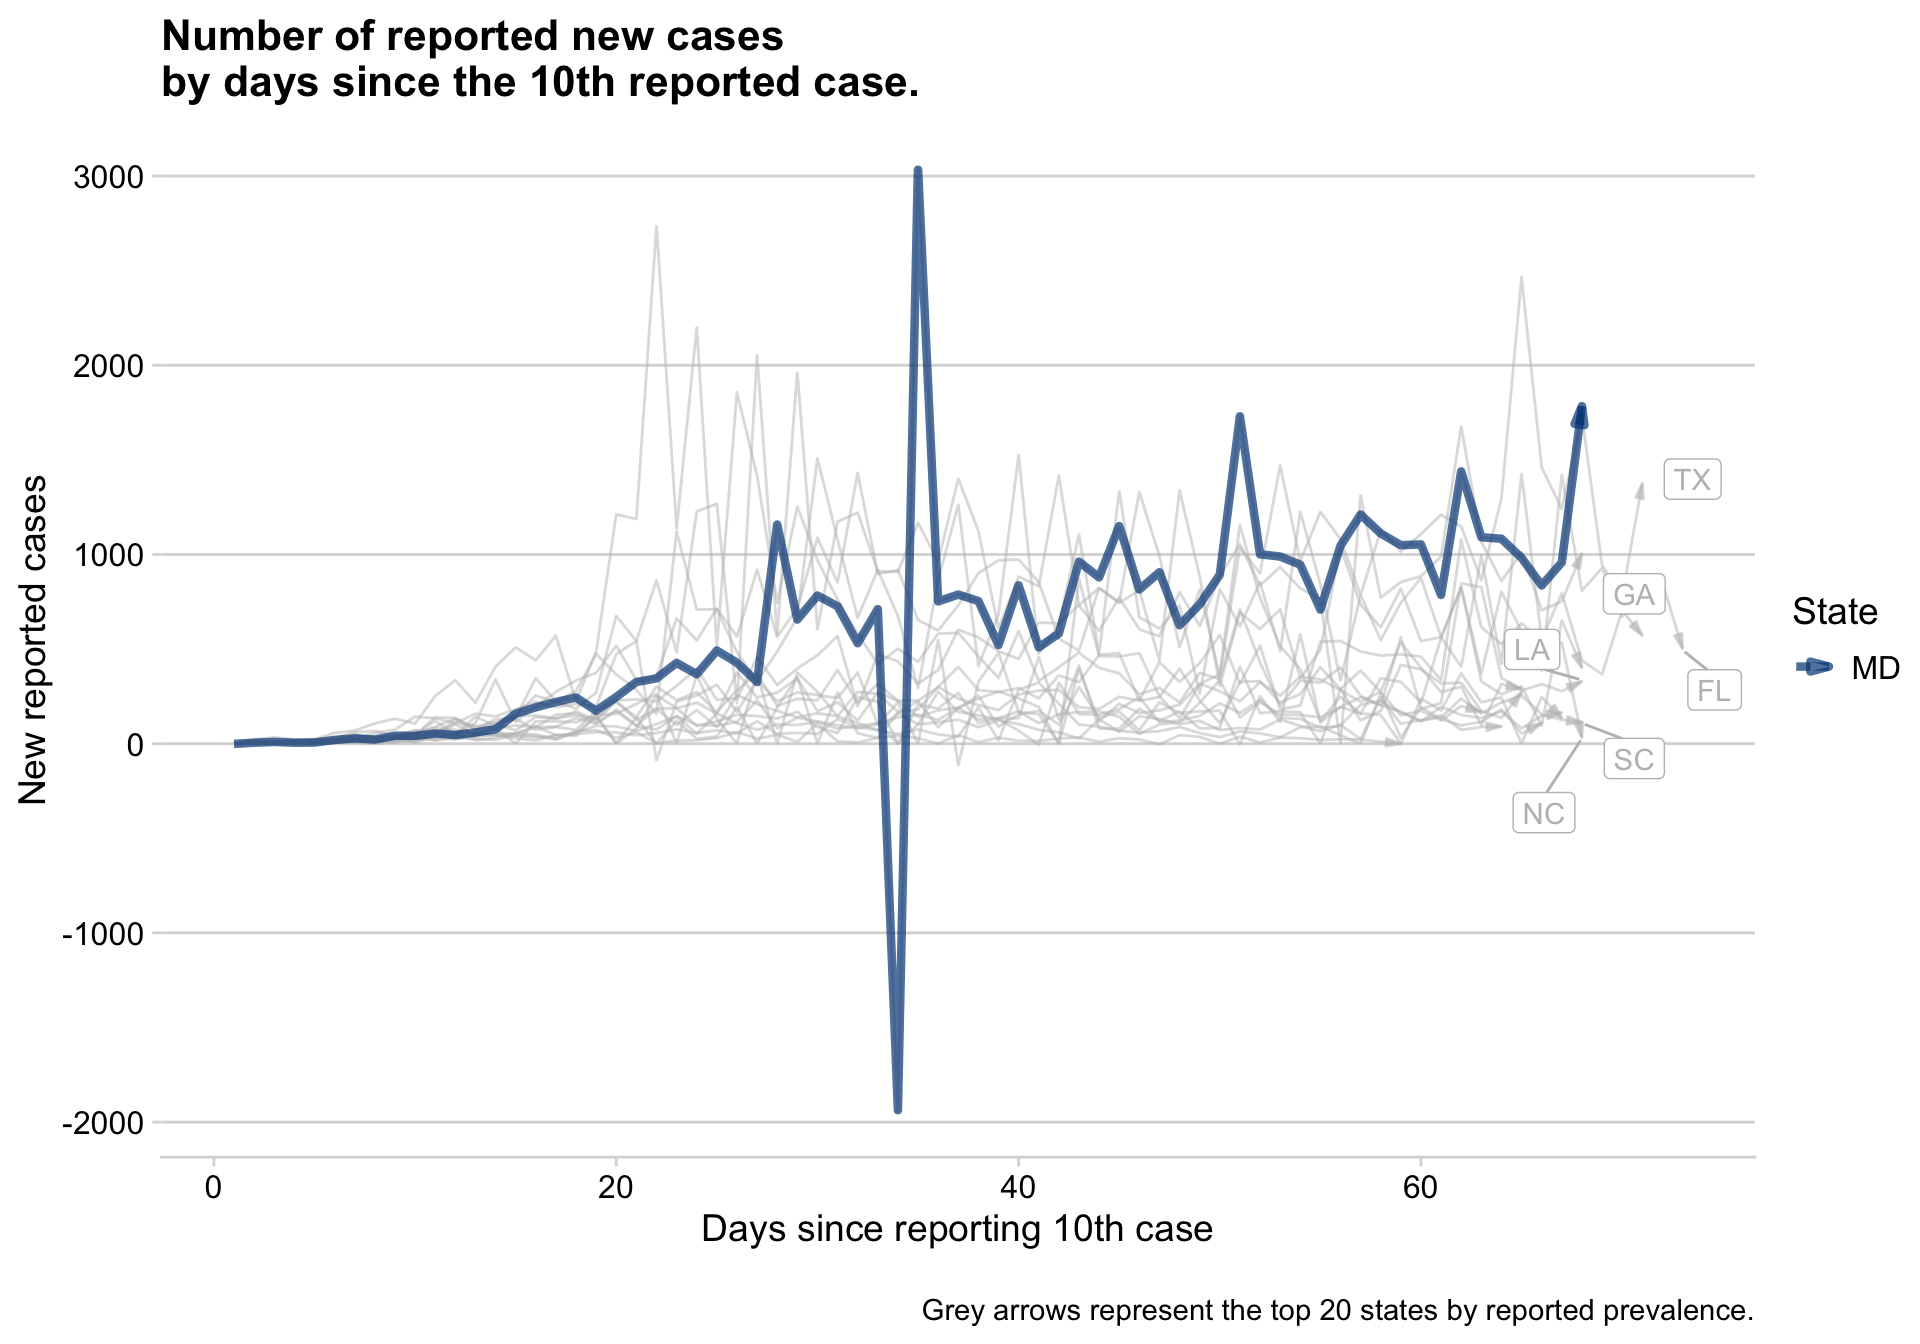 Number of reported new cases
by days since the 10th reported case.
New reported cases
3000
2000
1000
0
-1000
-2000
TX
GA
LA
FL
SC
NC
State
MD
0
20
40
60
Days since reporting 10th case
Grey arrows represent the top 20 states by reported prevalence.